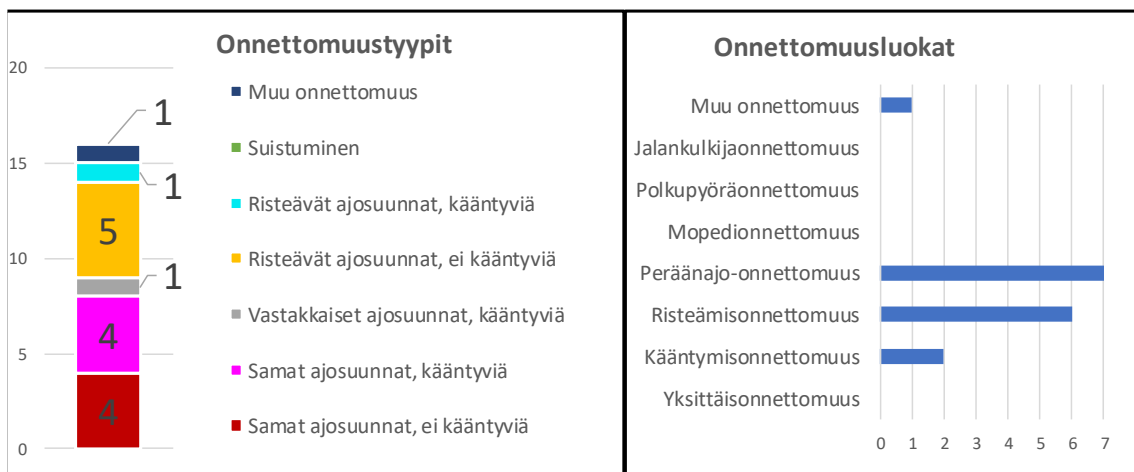 Onnettomuustyypit
20
15
10
5
0
1
1
5
1
4
4
Muu onnettomuus
Suistuminen
Risteävät ajosuunnat, kääntyviä
Risteävät ajosuunnat, ei kääntyviä
Vastakkaiset ajosuunnat, kääntyviä
Samat ajosuunnat, kääntyviä
Samat ajosuunnat, ei kääntyviä
Onnettomuusluokat
Muu onnettomuus
Jalankulkijaonnettomuus
Polkupyöräonnettomuus
Mopedionnettomuus
Peräänajo-onnettomuus
Risteämisonnettomuus
Kääntymisonnettomuus
Yksittäisonnettomuus
0 1 2 3 4 5 6 7